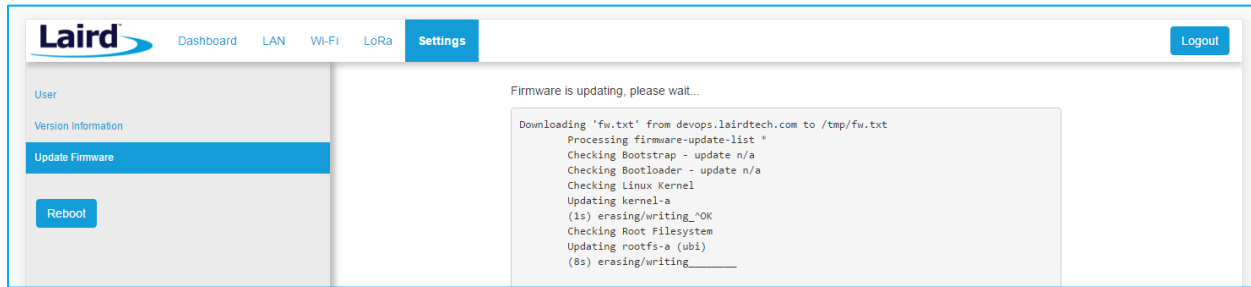 Laird Dashboard LAN Wi-Fi LoRa Settings Logout
User
Version Information
Update Firmware
Reboot
Firmware is updating, please wait...
Downloading 'fw.txt' from devops.lairdtech.com to /tmp/fw.txt
Processing firmware-update-list *
Checking Bootstrap - update n/a
Checking Bootloader - update n/a
Checking Linux Kernel
Updating kernel-a
(1s) erasing/writing_^OK
Checking Root Filesystem
Updating rootfs-a (ubi)
(8s) erasing/writing________